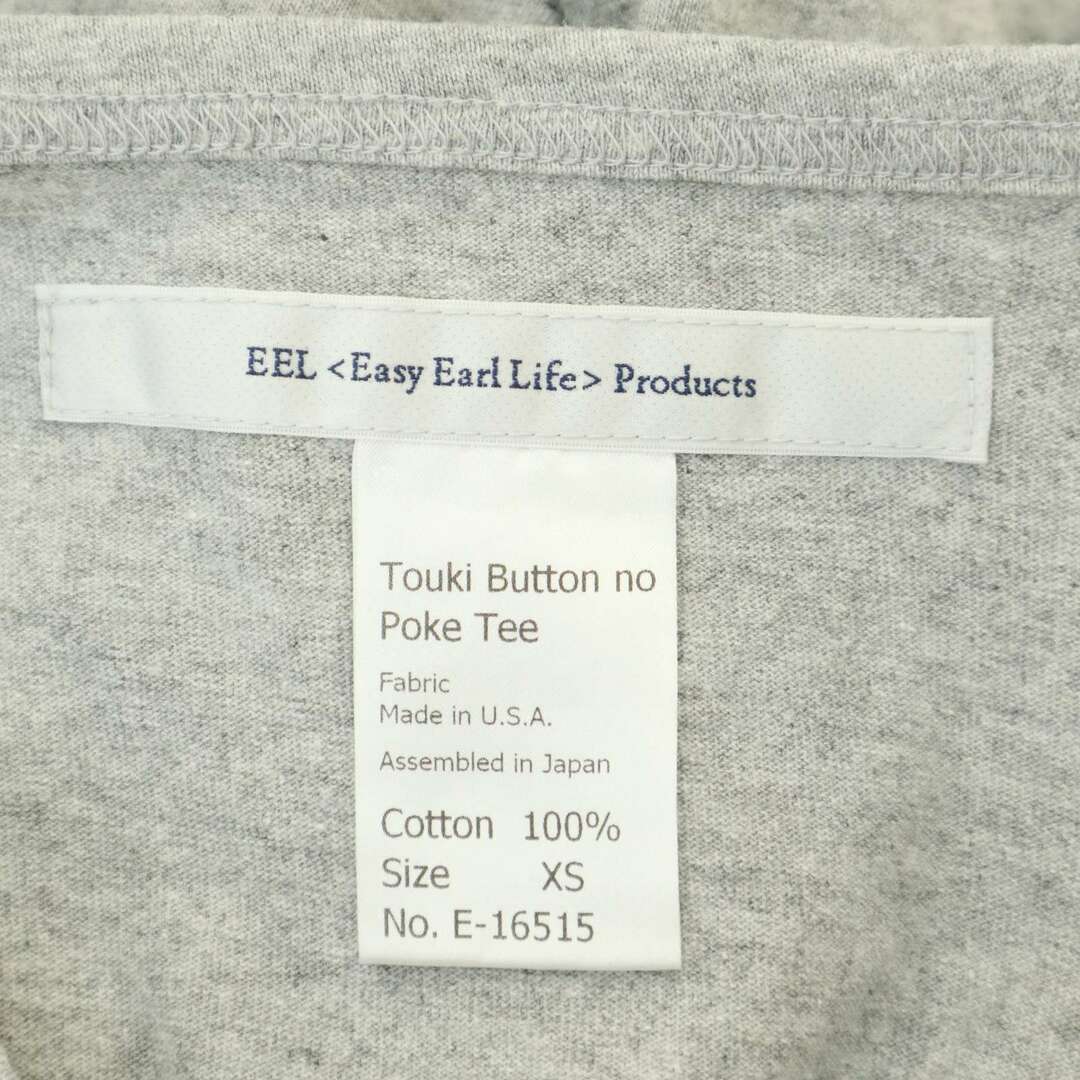 EEL <Easy Earl Life> Products
Touki Button no
Poke Tee
Fabric
Made in U.S.A.
Assembled in Japan
Cotton 100%
Size XS
No. E-16515